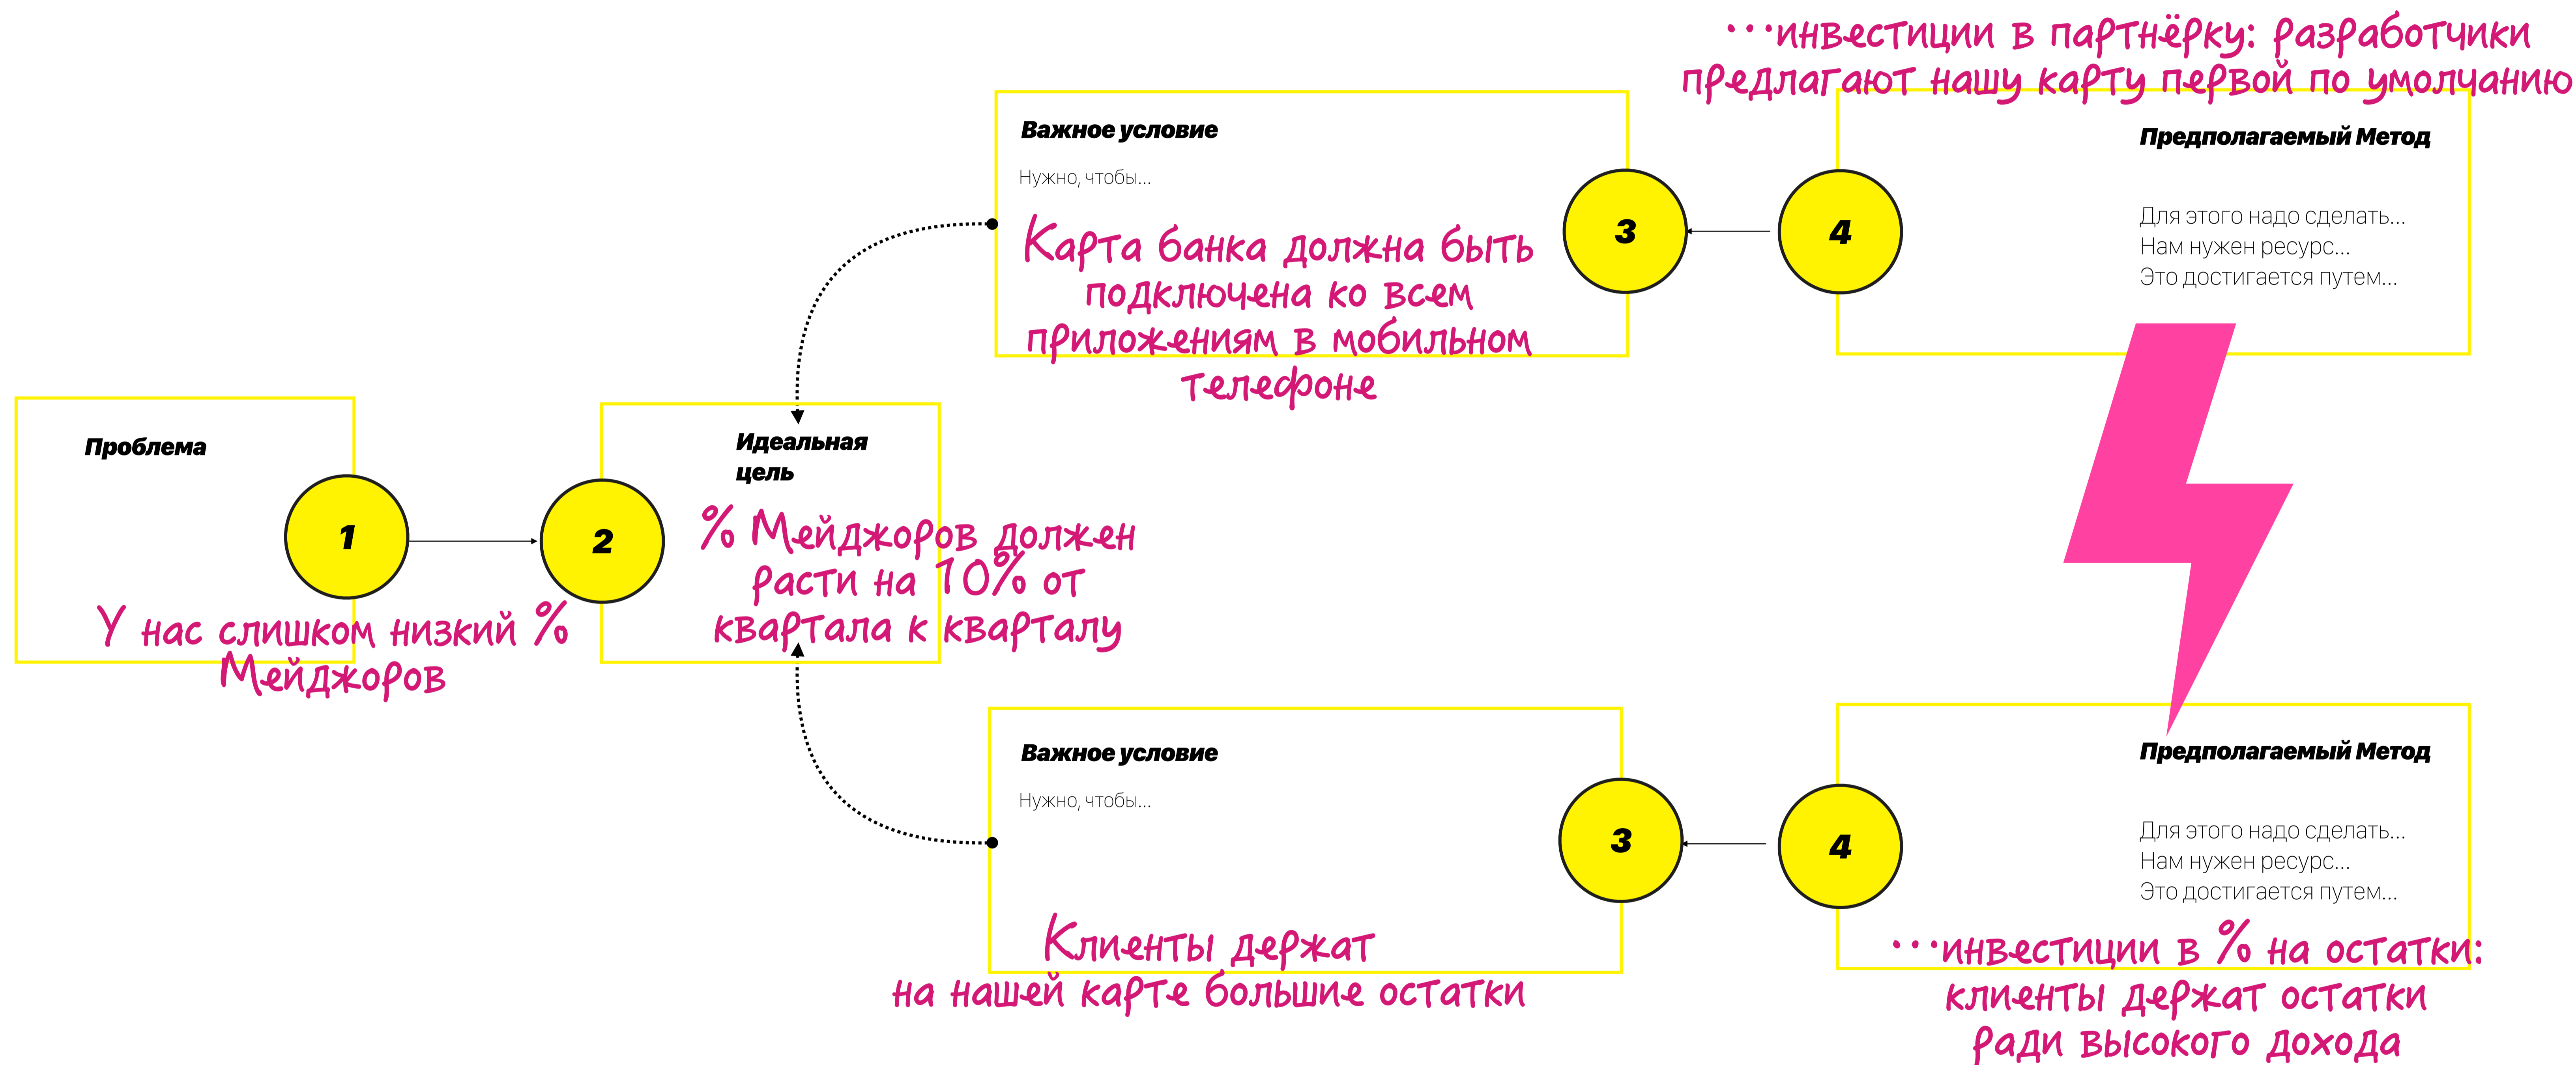 …инвестиции в партнёрку: разработчики
предлагают нашу карту первой по умолчанию
Важное условие
Нужно, чтобы...
Карта банка должна быть
подключена ко всем
приложениям в мобильном
телефоне
3
4
Предполагаемый Метод
Для этого надо сделать...
Нам нужен ресурс...
Это достигается путем...
Проблема
1
У нас слишком низкий %
Мейджоров
2
Идеальная
цель
% Мейджоров должен
расти на 10% от
квартала к кварталу
Важное условие
Нужно, чтобы...
Клиенты держат
на нашей карте большие остатки
3
4
Предполагаемый Метод
Для этого надо сделать...
Нам нужен ресурс...
Это достигается путем...
…инвестиции в % на остатки:
клиенты держат остатки
ради высокого дохода